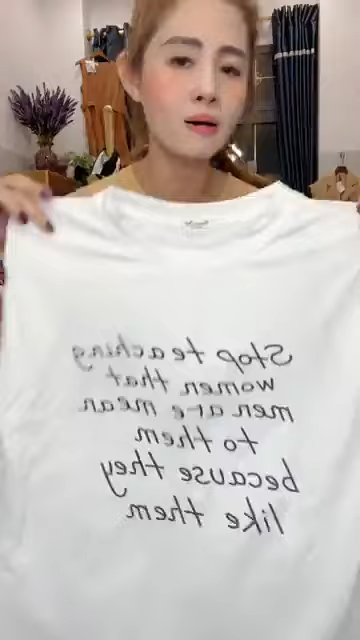 Stop teaching
women that
men are mean
to them
because they
like them